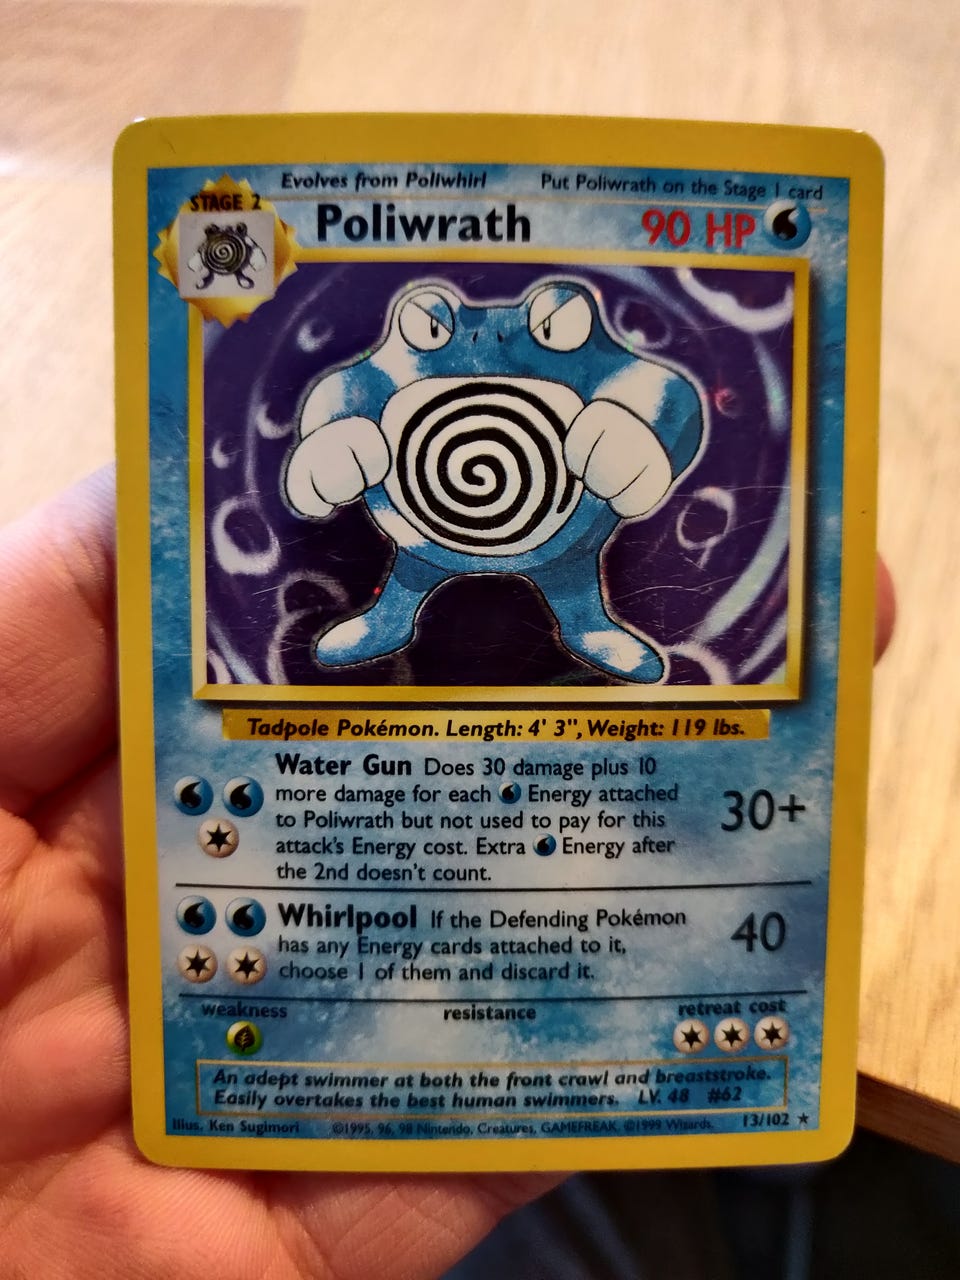 Evolves from Poliwhirl Put Poliwrath on the Stage 1 card
STAGE 2
Poliwrath 90 HP
Tadpole Pokémon. Length: 4' 3", Weight: 119 lbs.
Water Gun Does 30 damage plus 10
more damage for each Energy attached
to Poliwrath but not used to pay for this
attack's Energy cost. Extra Energy after
the 2nd doesn't count.
30+
Whirlpool If the Defending Pokémon
has any Energy cards attached to it,
choose 1 of them and discard it.
40
weakness resistance retreat cost
An adept swimmer at both the front crawl and breaststroke.
Easily overtakes the best human swimmers. LV. 48 #62
Illus. Ken Sugimori ©1995, 96, 98 Nintendo, Creatures, GAMEFREAK. ©1999 Wizards. 13/102 ★